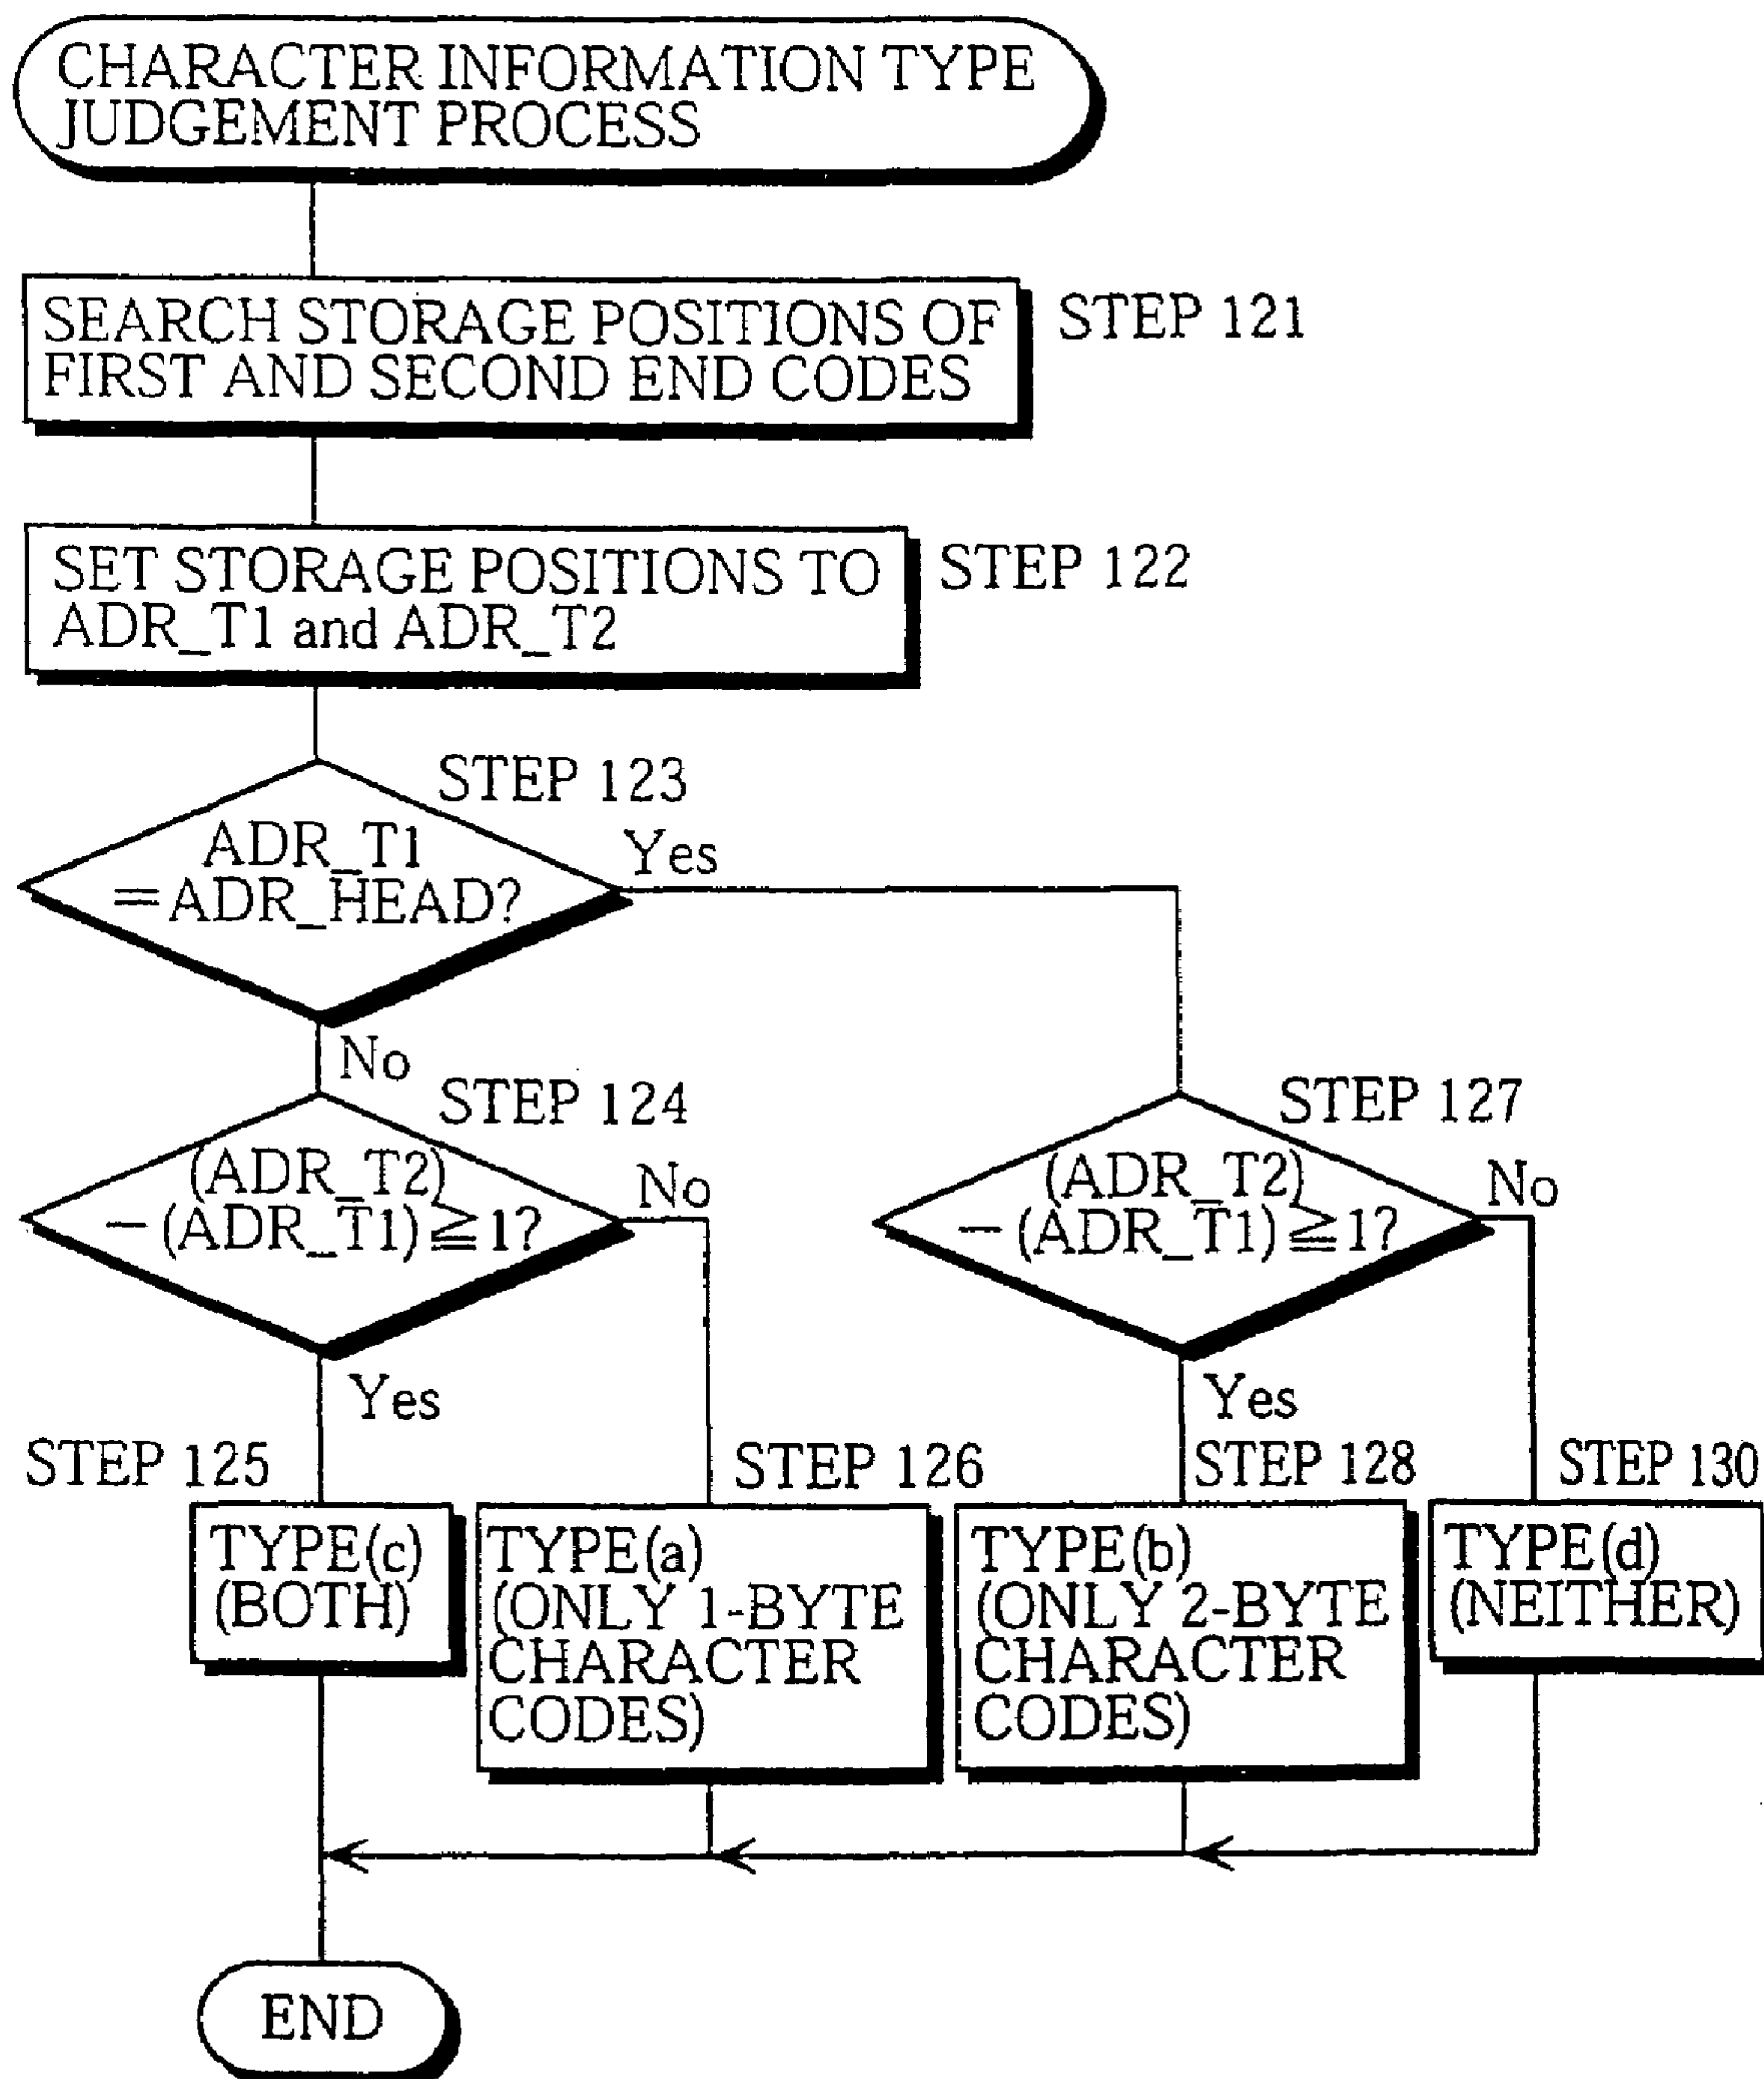 CHARACTER INFORMATION TYPE
JUDGEMENT PROCESS
SEARCH STORAGE POSITIONS OF
FIRST AND SECOND END CODES
STEP 121
SET STORAGE POSITIONS TO
ADR_T1 and ADR_T2
STEP 122
STEP 123
ADR_T1
=ADR_HEAD?
Yes
No
STEP 124
(ADR_T2)
−(ADR_T1)≧1?
No
Yes
STEP 127
(ADR_T2)
−(ADR_T1)≧1?
No
Yes
STEP 125
TYPE(c)
(BOTH)
STEP 126
TYPE(a)
(ONLY 1-BYTE
CHARACTER
CODES)
STEP 128
TYPE(b)
(ONLY 2-BYTE
CHARACTER
CODES)
STEP 130
TYPE(d)
(NEITHER)
END